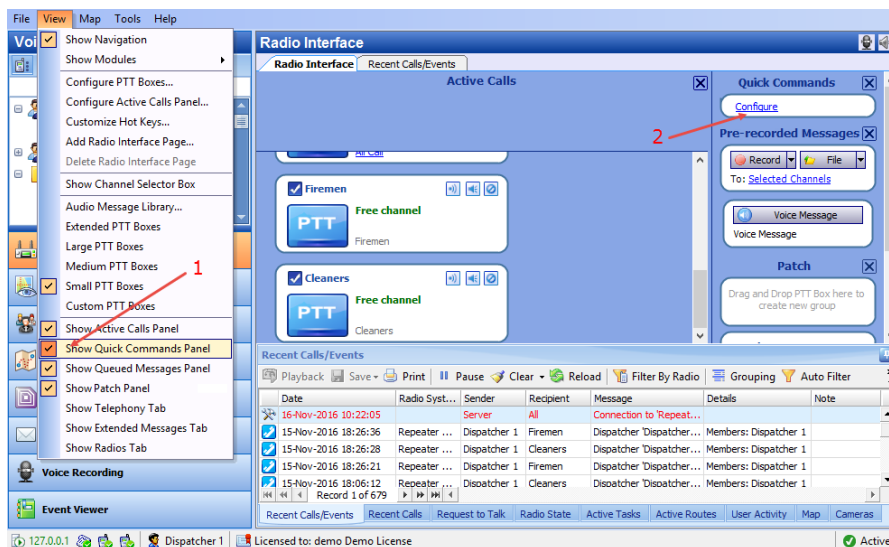 File View Map Tools Help
Voi
Show Navigation
Show Modules
Configure PTT Boxes...
Configure Active Calls Panel...
Customize Hot Keys...
Add Radio Interface Page...
Delete Radio Interface Page
Show Channel Selector Box
Audio Message Library...
Extended PTT Boxes
Large PTT Boxes
Medium PTT Boxes
Small PTT Boxes
Custom PTT Boxes
Show Active Calls Panel
Show Quick Commands Panel
Show Queued Messages Panel
Show Patch Panel
Show Telephony Tab
Show Extended Messages Tab
Show Radios Tab
1
Voice Recording
Event Viewer
Radio Interface
Radio Interface Recent Calls/Events
Active Calls
All Call
Firemen
PTT
Free channel
Firemen
Cleaners
PTT
Free channel
Cleaners
Quick Commands
Configure
2
Pre-recorded Messages
Record File
To: Selected Channels
Voice Message
Voice Message
Patch
Drag and Drop PTT Box here to
create new group
Recent Calls/Events
Playback Save Print Pause Clear Reload Filter By Radio Grouping Auto Filter
Date Radio Syst... Sender Recipient Message Details Note
16-Nov-2016 10:22:05 Server All Connection to 'Repeat...
15-Nov-2016 18:26:36 Repeater ... Dispatcher 1 Firemen Dispatcher 'Dispatcher... Members: Dispatcher 1
15-Nov-2016 18:26:28 Repeater ... Dispatcher 1 Cleaners Dispatcher 'Dispatcher... Members: Dispatcher 1
15-Nov-2016 18:26:21 Repeater ... Dispatcher 1 Firemen Dispatcher 'Dispatcher... Members: Dispatcher 1
15-Nov-2016 18:06:12 Repeater ... Dispatcher 1 Cleaners Dispatcher 'Dispatcher... Members: Dispatcher 1
Record 1 of 679
Recent Calls/Events Recent Calls Request to Talk Radio State Active Tasks Active Routes User Activity Map Cameras
127.0.0.1 Dispatcher 1 Licensed to: demo Demo License Active